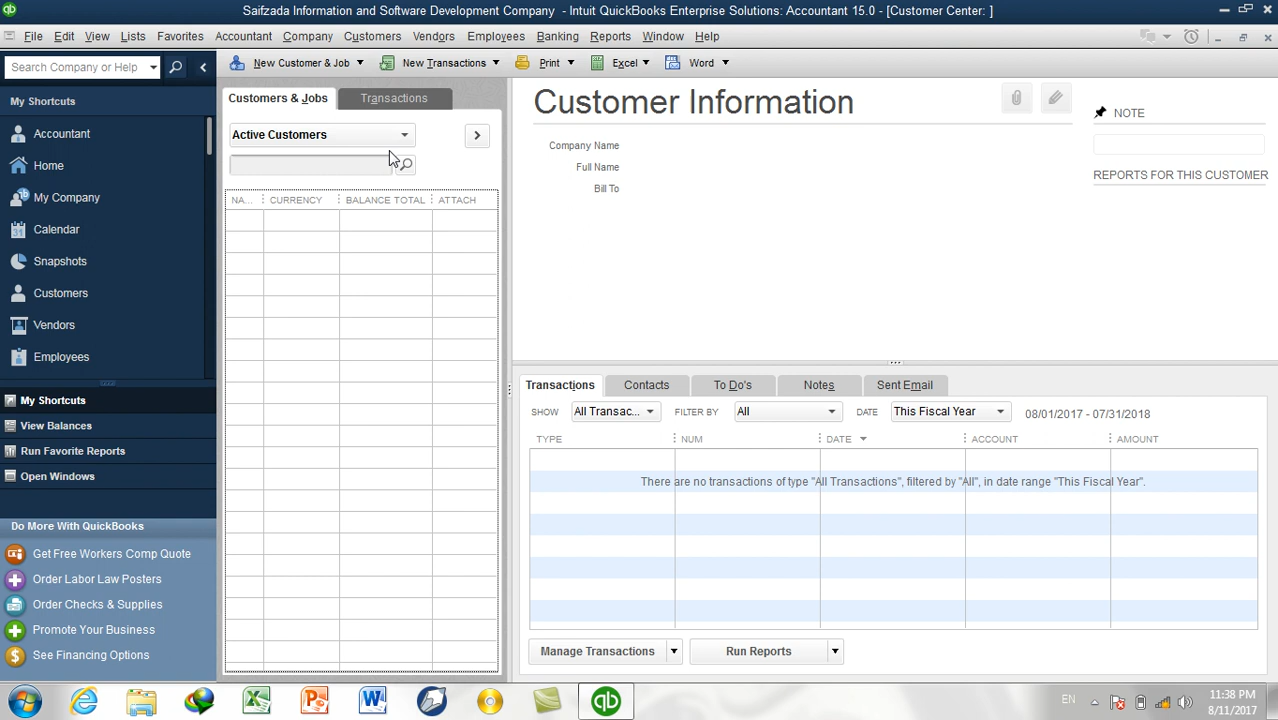 Saifzada Information and Software Development Company - Intuit QuickBooks Enterprise Solutions: Accountant 15.0 - [Customer Center: ]
File Edit View Lists Favorites Accountant Company Customers Vendors Employees Banking Reports Window Help
Search Company or Help
New Customer & Job New Transactions Print Excel Word
My Shortcuts
Accountant
Home
My Company
Calendar
Snapshots
Customers
Vendors
Employees
My Shortcuts
View Balances
Run Favorite Reports
Open Windows
Do More With QuickBooks
Get Free Workers Comp Quote
Order Labor Law Posters
Order Checks & Supplies
Promote Your Business
See Financing Options
Customers & Jobs Transactions
Active Customers
NA... CURRENCY BALANCE TOTAL ATTACH
Customer Information
Company Name
Full Name
Bill To
NOTE
REPORTS FOR THIS CUSTOMER
Transactions Contacts To Do's Notes Sent Email
SHOW All Transac... FILTER BY All DATE This Fiscal Year 08/01/2017 - 07/31/2018
TYPE NUM DATE ACCOUNT AMOUNT
There are no transactions of type "All Transactions", filtered by "All", in date range "This Fiscal Year".
Manage Transactions Run Reports
EN
11:38 PM
8/11/2017